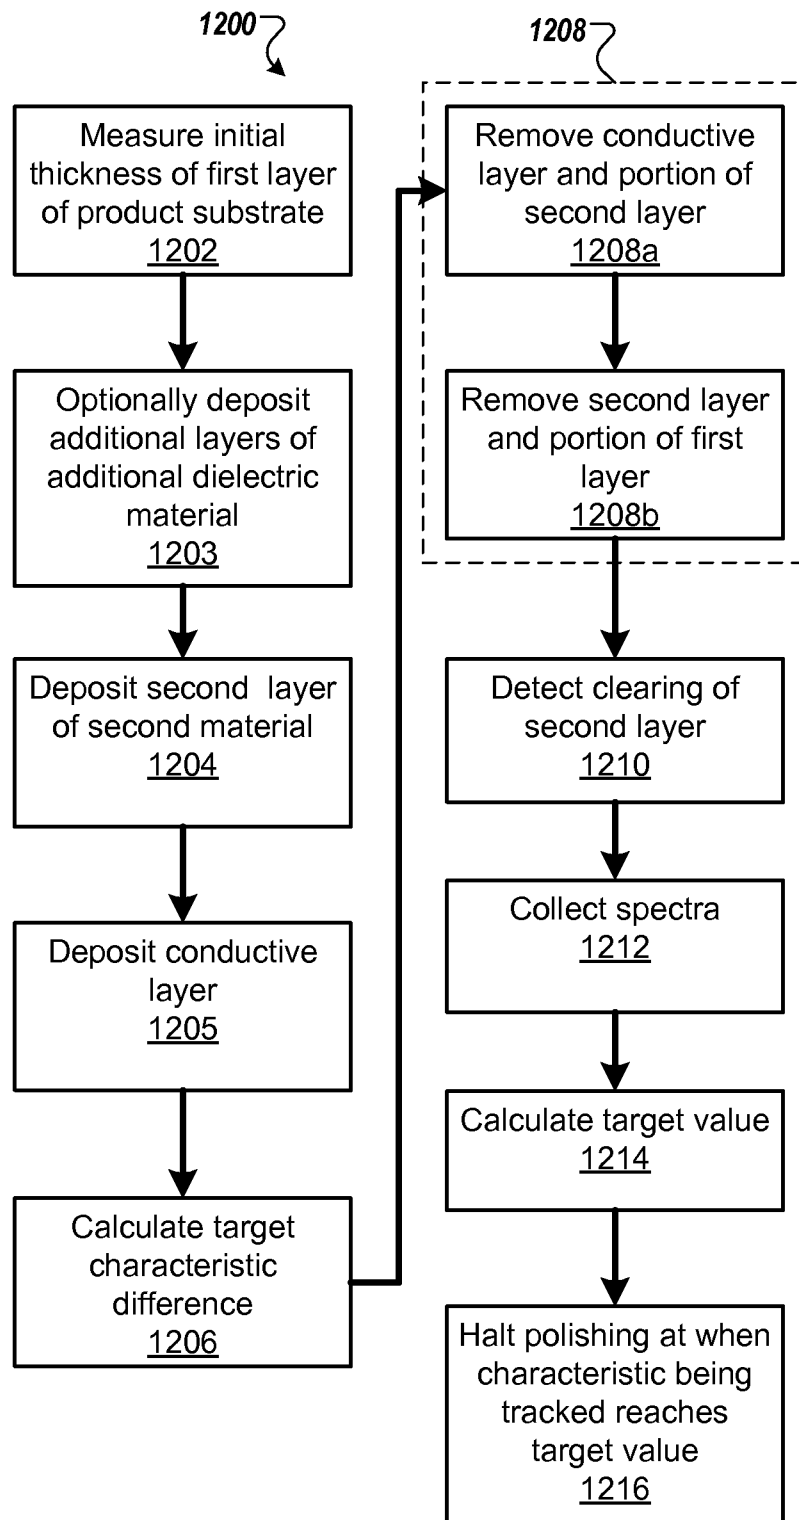 1200
Measure initial
thickness of first layer
of product substrate
1202
Optionally deposit
additional layers of
additional dielectric
material
1203
Deposit second layer
of second material
1204
Deposit conductive
layer
1205
Calculate target
characteristic
difference
1206
1208
Remove conductive
layer and portion of
second layer
1208a
Remove second layer
and portion of first
layer
1208b
Detect clearing of
second layer
1210
Collect spectra
1212
Calculate target value
1214
Halt polishing at when
characteristic being
tracked reaches
target value
1216